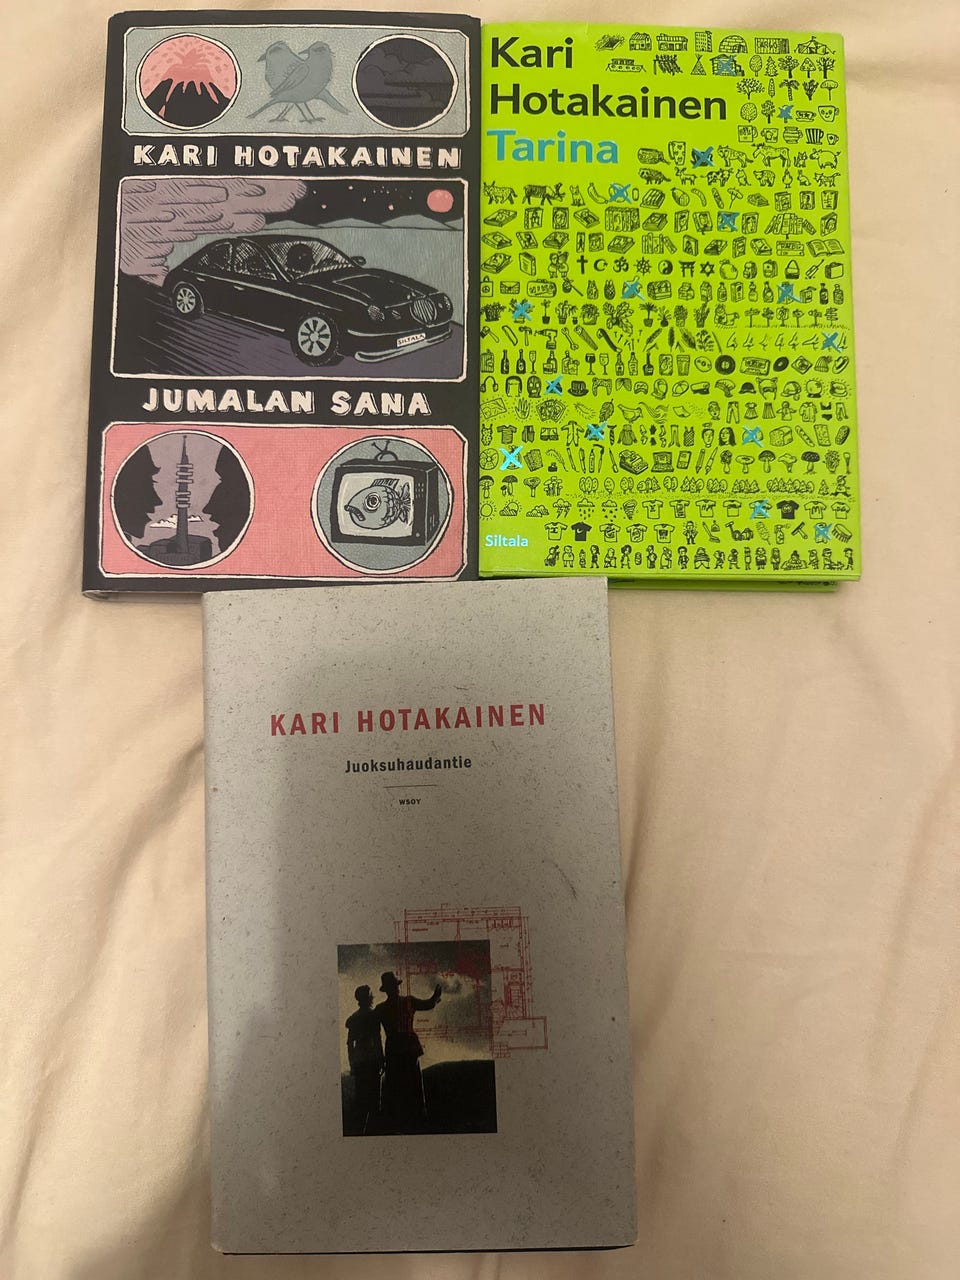 KARI HOTAKAINEN
SILTALA
JUMALAN SANA
Kari
Hotakainen
Tarina
Siltala
KARI HOTAKAINEN
Juoksuhaudantie
WSOY